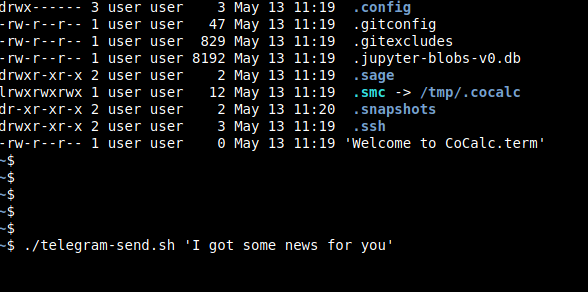 drwx------ 3 user user    3 May 13 11:19  .config
-rw-r--r-- 1 user user   47 May 13 11:19  .gitconfig
-rw-r--r-- 1 user user  829 May 13 11:19  .gitexcludes
-rw-r--r-- 1 user user 8192 May 13 11:19  .jupyter-blobs-v0.db
drwxr-xr-x 2 user user    2 May 13 11:19  .sage
lrwxrwxrwx 1 user user   12 May 13 11:19  .smc -> /tmp/.cocalc
dr-xr-xr-x 2 user user    2 May 13 11:20  .snapshots
drwxr-xr-x 2 user user    3 May 13 11:19  .ssh
-rw-r--r-- 1 user user    0 May 13 11:19 'Welcome to CoCalc.term'
~$
~$
~$
~$
~$
~$ ./telegram-send.sh 'I got some news for you'